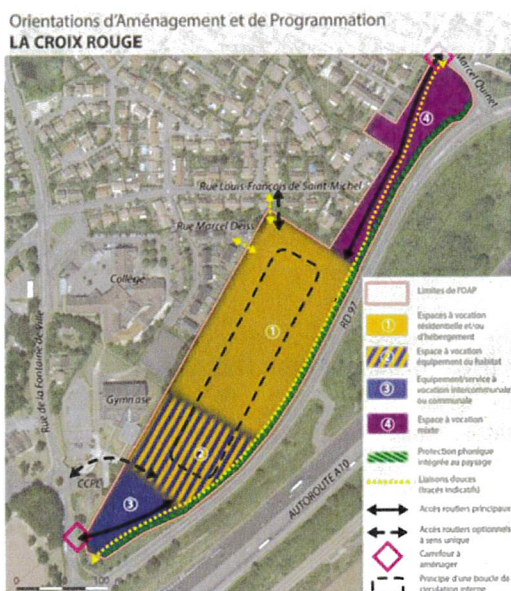 Orientations d'Aménagement et de Programmation
LA CROIX ROUGE
Marcel Quinet
④
Rue Louis-François de Saint-Michel
Rue Marcel Deiss
Collège
①
RD 97
Rue de la Fontaine de Ville
Gymnase
②
CCPL
③
AUTOROUTE A10
0 50 100 m
Limites de l'OAP
① Espaces à vocation
résidentielle et/ou
d'hébergement
② Espace à vocation
équipement ou habitat
③ Equipement/service à
vocation intercommunale
ou communale
④ Espace à vocation
mixte
Protection phonique
intégrée au paysage
Liaisons douces
(tracés indicatifs)
Accès routiers principaux
Accès routiers optionnels
à sens unique
Carrefour à
aménager
Principe d'une boucle de
circulation interne